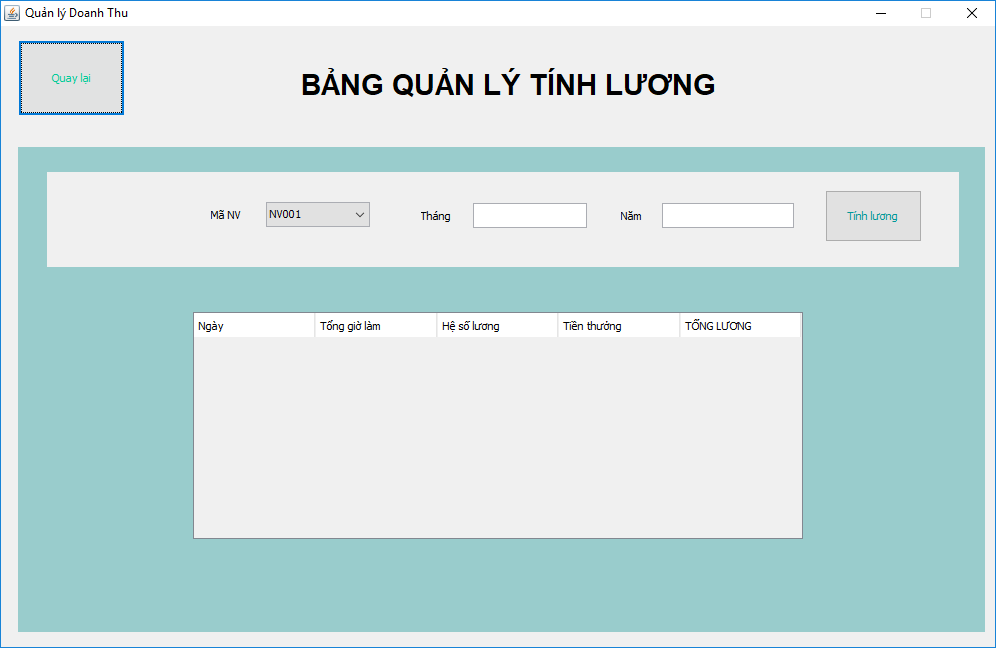 Quản lý Doanh Thu
Quay lại
BẢNG QUẢN LÝ TÍNH LƯƠNG
Mã NV NV001 Tháng Năm Tính lương
Ngày Tổng giờ làm Hệ số lương Tiền thưởng TỔNG LƯƠNG